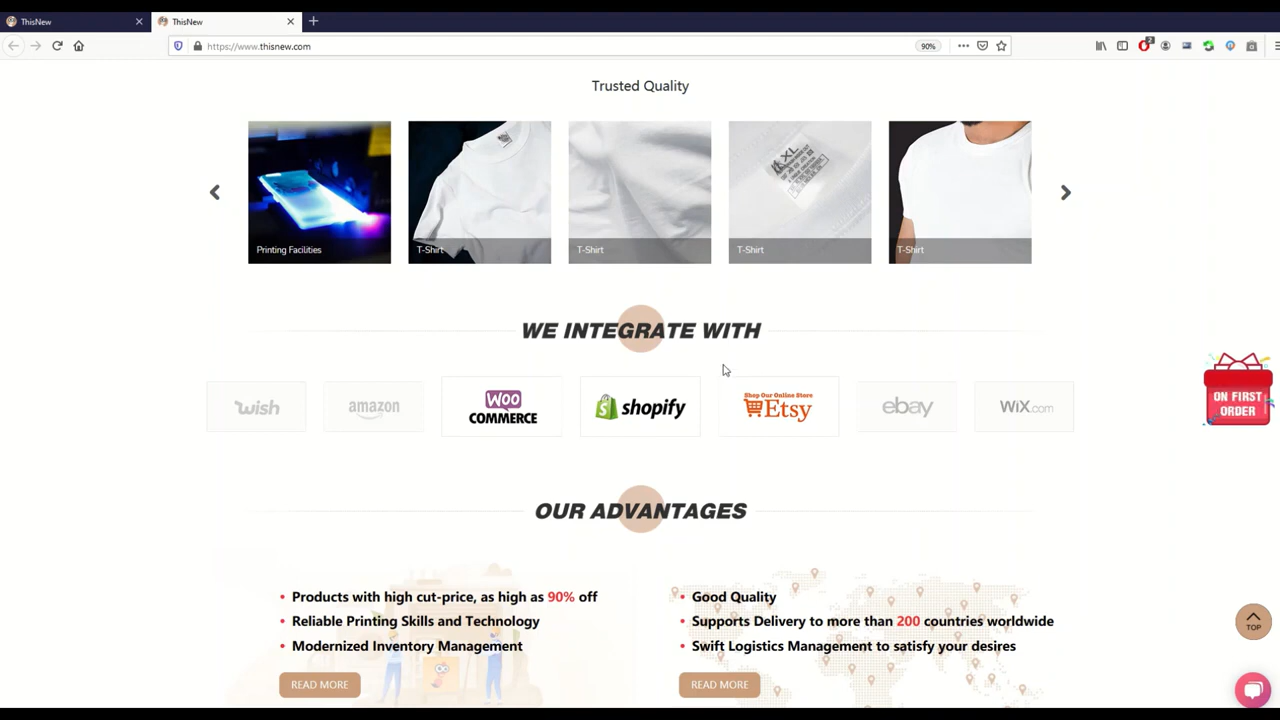 ThisNew
ThisNew
https://www.thisnew.com
90%
2
Trusted Quality
XL
Printing Facilities
T-Shirt
T-Shirt
T-Shirt
T-Shirt
WE INTEGRATE WITH
wish
amazon
WOO
COMMERCE
shopify
Shop Our Online Store
Etsy
ebay
WiX.com
ON FIRST
ORDER
OUR ADVANTAGES
• Products with high cut-price, as high as 90% off
• Reliable Printing Skills and Technology
• Modernized Inventory Management
READ MORE
• Good Quality
• Supports Delivery to more than 200 countries worldwide
• Swift Logistics Management to satisfy your desires
READ MORE
TOP